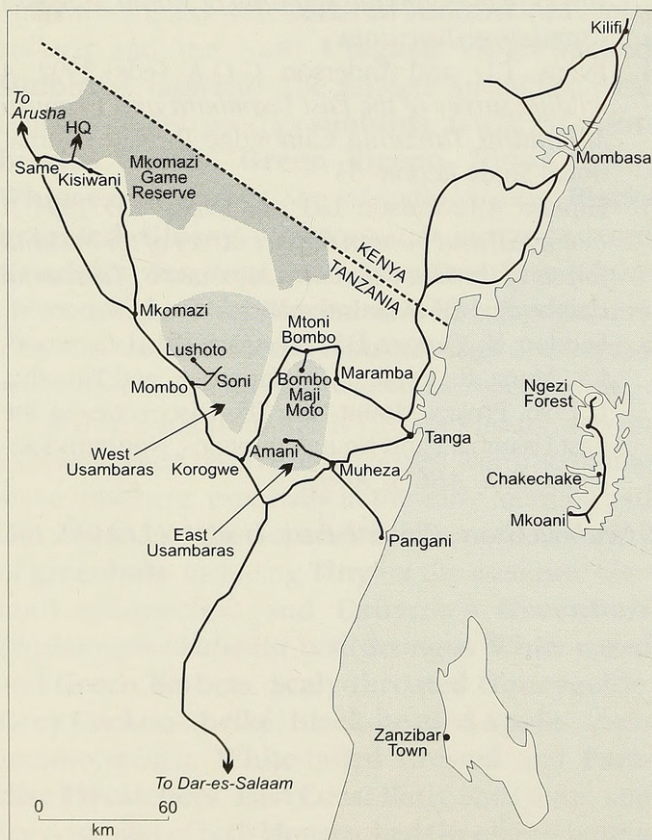 Kilifi
To
Arusha
HQ
Mombasa
Same
Kisiwani
Mkomazi
Game
Reserve
KENYA
TANZANIA
Mkomazi
Mtoni
Bombo
Lushoto
Soni
Mombo
Bombo
Maji
Moto
Maramba
Ngezi
Forest
West
Usambaras
Korogwe
Amani
Muheza
Tanga
Chakechake
Mkoani
East
Usambaras
Pangani
Zanzibar
Town
To Dar-es-Salaam
0 60
km